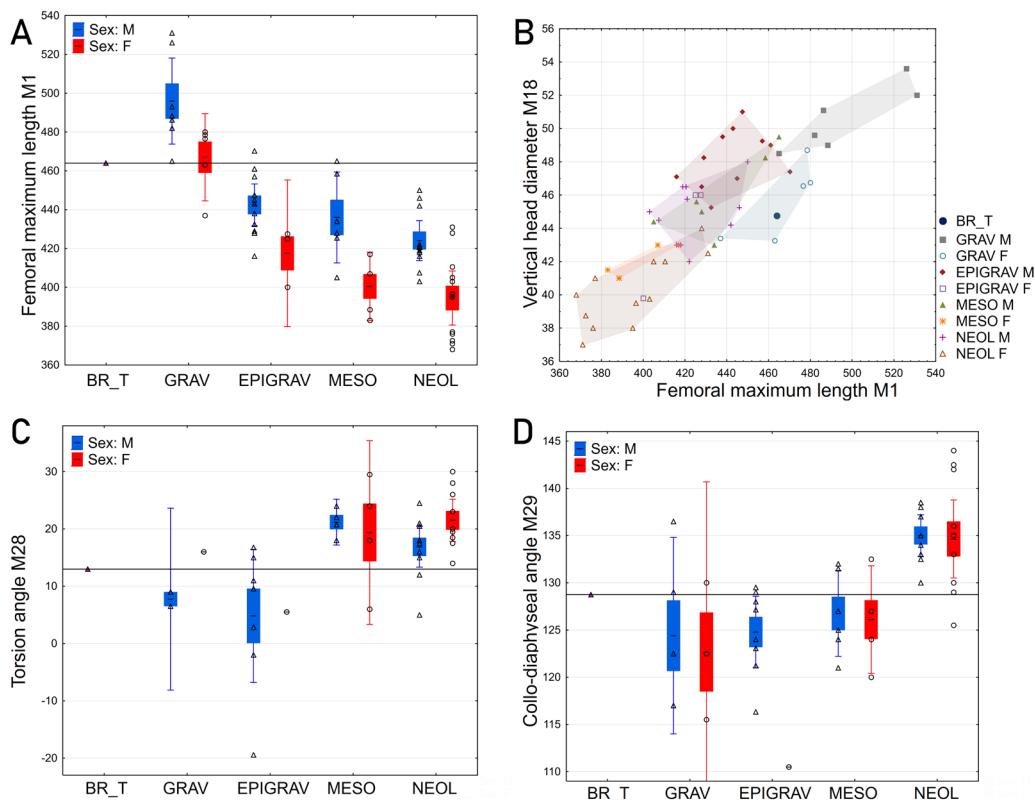 A
Sex: M
Sex: F
Femoral maximum length M1
540
520
500
480
460
440
420
400
380
360
BR_T GRAV EPIGRAV MESO NEOL
B
Vertical head diameter M18
56
54
52
50
48
46
44
42
40
38
36
360 380 400 420 440 460 480 500 520 540
Femoral maximum length M1
BR_T
GRAV M
GRAV F
EPIGRAV M
EPIGRAV F
MESO M
MESO F
NEOL M
NEOL F
C
Sex: M
Sex: F
Torsion angle M28
30
20
10
0
-10
-20
BR_T GRAV EPIGRAV MESO NEOL
D
Sex: M
Sex: F
Collo-diaphyseal angle M29
145
140
135
130
125
120
115
110
BR_T GRAV EPIGRAV MESO NEOL